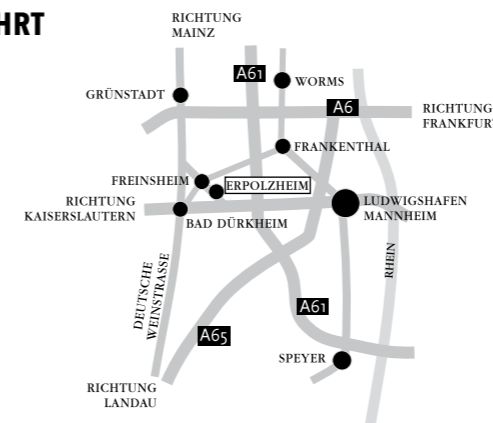 HRT
RICHTUNG
MAINZ
A61
WORMS
GRÜNSTADT
A6
RICHTUNG
FRANKFURT
FRANKENTHAL
FREINSHEIM
ERPOLZHEIM
RICHTUNG
KAISERSLAUTERN
LUDWIGSHAFEN
MANNHEIM
BAD DÜRKHEIM
RHEIN
DEUTSCHE
WEINSTRASSE
A61
A65
SPEYER
RICHTUNG
LANDAU